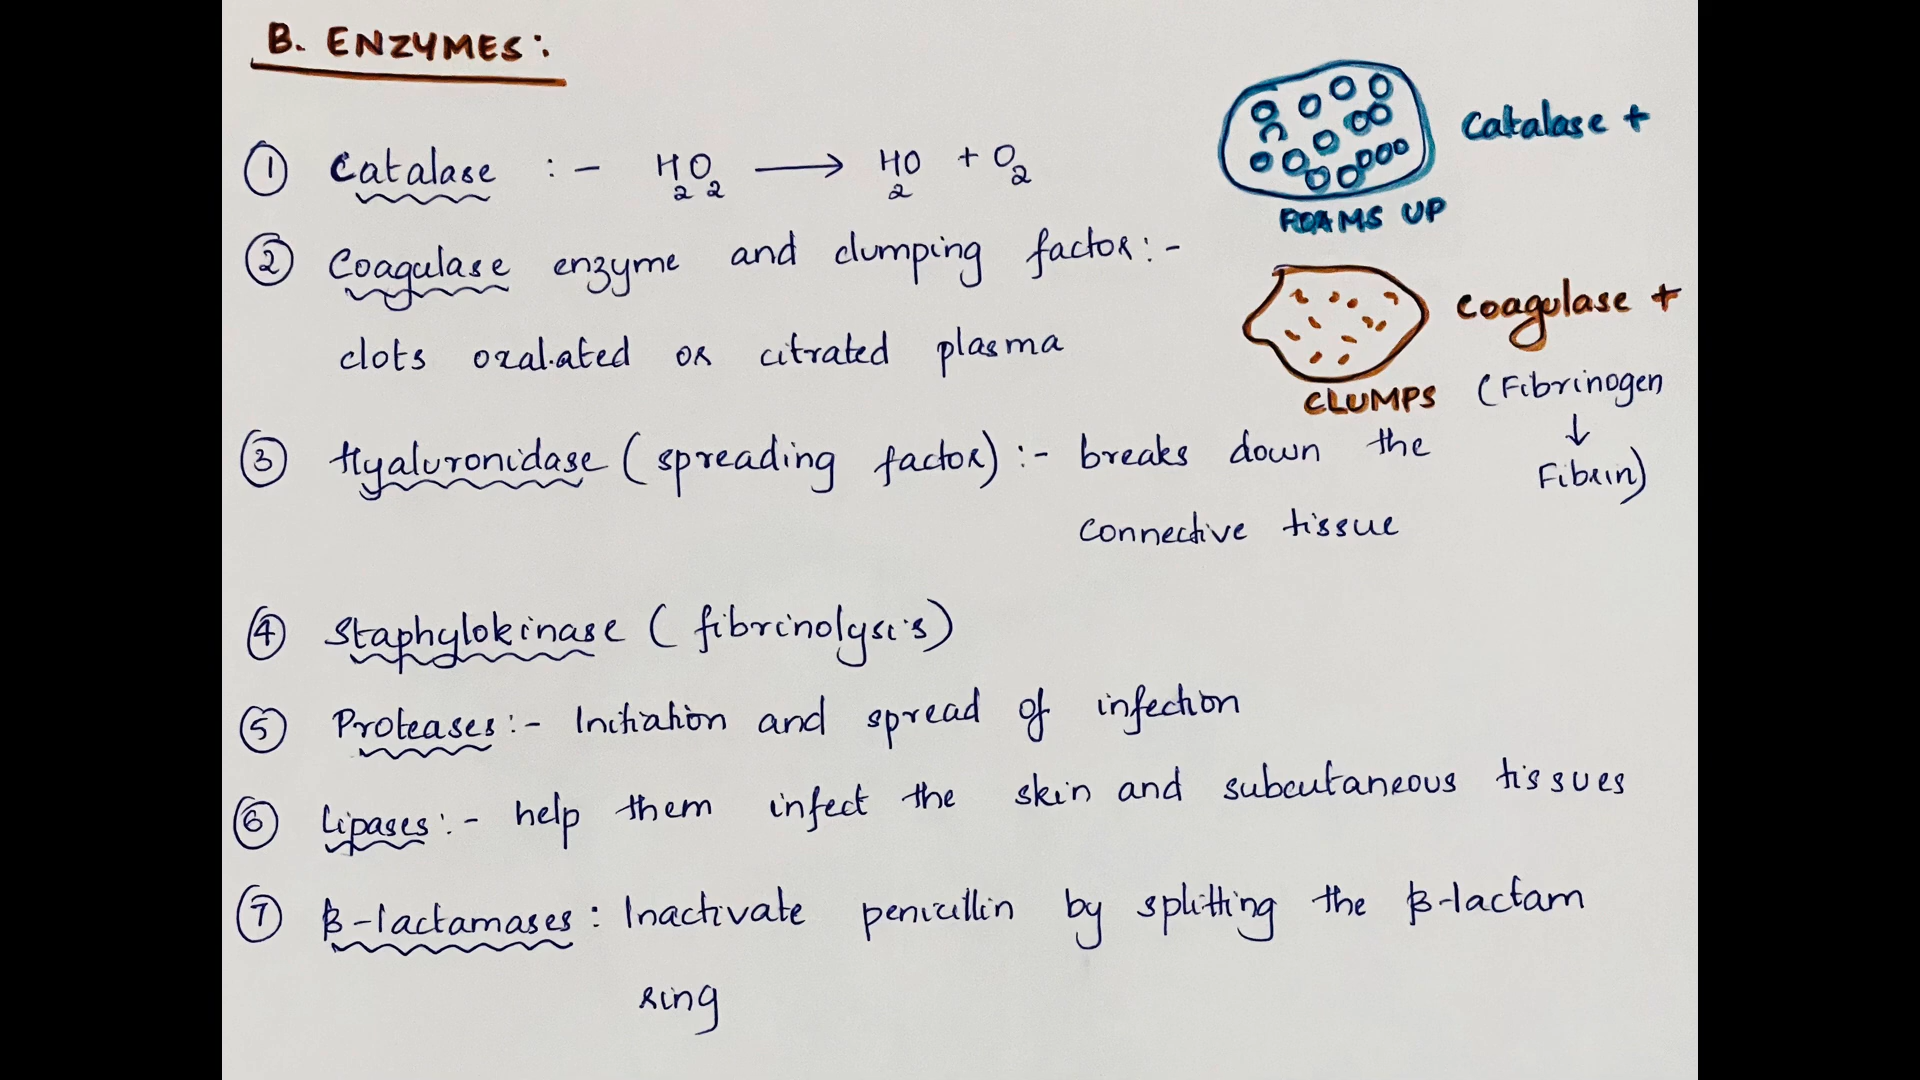 B. ENZYMES:
① Catalase :- H₂O₂ ⟶ H₂O + O₂
Catalase +
FOAMS UP
② Coagulase enzyme and clumping factor:-
clots oxalated or citrated plasma
Coagulase +
CLUMPS (Fibrinogen
↓
Fibrin)
③ Hyaluronidase (spreading factor) :- breaks down the
connective tissue
④ Staphylokinase (fibrinolysis)
⑤ Proteases:- Initiation and spread of infection
⑥ Lipases:- help them infect the skin and subcutaneous tissues
⑦ β-lactamases: Inactivate penicillin by splitting the β-lactam
ring